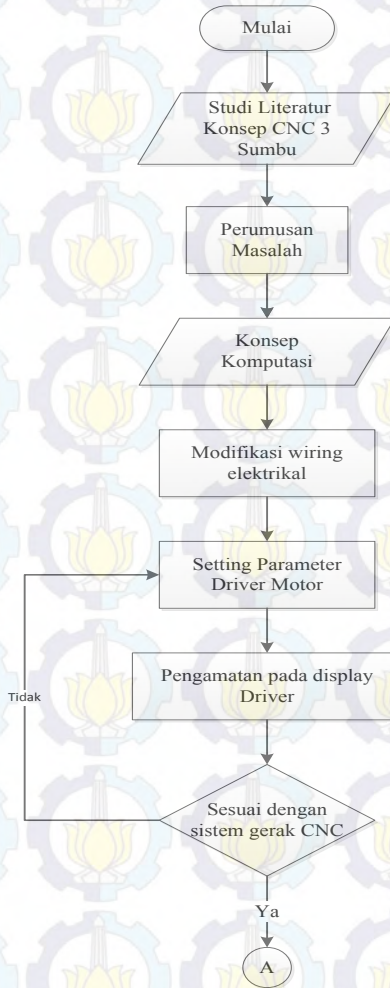 Mulai
Studi Literatur
Konsep CNC 3
Sumbu
Perumusan
Masalah
Konsep
Komputasi
Modifikasi wiring
elektrikal
Setting Parameter
Driver Motor
Pengamatan pada display
Driver
Tidak
Sesuai dengan
sistem gerak CNC
Ya
A